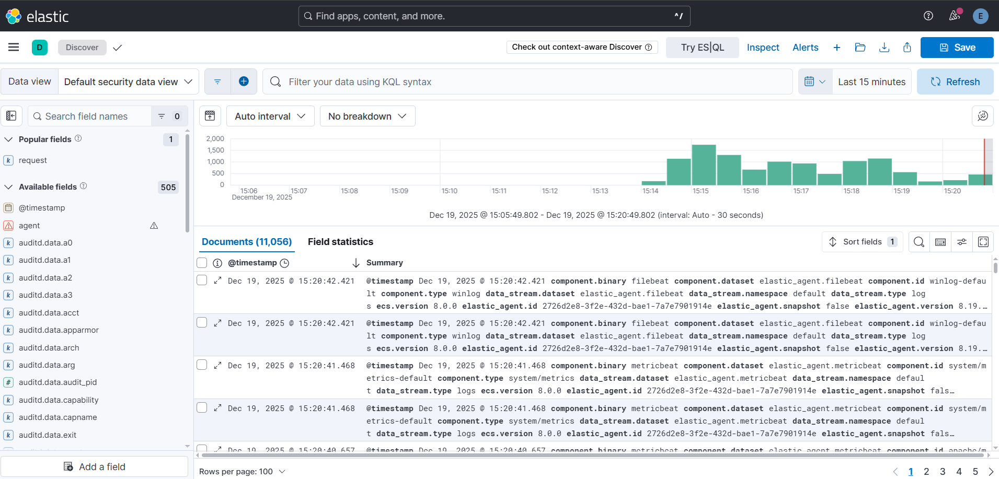 elastic
Find apps, content, and more.
^/
E
D
Discover
Check out context-aware Discover
Try ES|QL
Inspect
Alerts
Save
Data view
Default security data view
Filter your data using KQL syntax
Last 15 minutes
Refresh
Search field names
0
Popular fields
1
k request
Available fields
505
@timestamp
agent
k auditd.data.a0
k auditd.data.a1
k auditd.data.a2
k auditd.data.a3
k auditd.data.acct
k auditd.data.apparmor
k auditd.data.arch
k auditd.data.arg
# auditd.data.audit_pid
k auditd.data.capability
k auditd.data.capname
k auditd.data.exit
Add a field
Auto interval
No breakdown
2,000
1,500
1,000
500
0
15:06 15:07 15:08 15:09 15:10 15:11 15:12 15:13 15:14 15:15 15:16 15:17 15:18 15:19 15:20
December 19, 2025
Dec 19, 2025 @ 15:05:49.802 - Dec 19, 2025 @ 15:20:49.802 (interval: Auto - 30 seconds)
Documents (11,056)
Field statistics
Sort fields 1
@timestamp
Summary
Dec 19, 2025 @ 15:20:42.421 @timestamp Dec 19, 2025 @ 15:20:42.421 component.binary filebeat component.dataset elastic_agent.filebeat component.id winlog-defau
lt component.type winlog data_stream.dataset elastic_agent.filebeat data_stream.namespace default data_stream.type log
s ecs.version 8.0.0 elastic_agent.id 2726d2e8-3f2e-432d-bae1-7a7e7901914e elastic_agent.snapshot false elastic_agent.version 8.19.…
Dec 19, 2025 @ 15:20:42.421 @timestamp Dec 19, 2025 @ 15:20:42.421 component.binary filebeat component.dataset elastic_agent.filebeat component.id winlog-defau
lt component.type winlog data_stream.dataset elastic_agent.filebeat data_stream.namespace default data_stream.type log
s ecs.version 8.0.0 elastic_agent.id 2726d2e8-3f2e-432d-bae1-7a7e7901914e elastic_agent.snapshot false elastic_agent.version 8.19.…
Dec 19, 2025 @ 15:20:41.468 @timestamp Dec 19, 2025 @ 15:20:41.468 component.binary metricbeat component.dataset elastic_agent.metricbeat component.id system/m
etrics-default component.type system/metrics data_stream.dataset elastic_agent.metricbeat data_stream.namespace defaul
t data_stream.type logs ecs.version 8.0.0 elastic_agent.id 2726d2e8-3f2e-432d-bae1-7a7e7901914e elastic_agent.snapshot fals…
Dec 19, 2025 @ 15:20:41.468 @timestamp Dec 19, 2025 @ 15:20:41.468 component.binary metricbeat component.dataset elastic_agent.metricbeat component.id system/m
etrics-default component.type system/metrics data_stream.dataset elastic_agent.metricbeat data_stream.namespace defaul
t data_stream.type logs ecs.version 8.0.0 elastic_agent.id 2726d2e8-3f2e-432d-bae1-7a7e7901914e elastic_agent.snapshot fals…
Dec 19, 2025 @ 15:20:40.657 @timestamp Dec 19, 2025 @ 15:20:40.657 component.binary metricbeat component.dataset elastic_agent.metricbeat component.id apache/m
Rows per page: 100
1 2 3 4 5